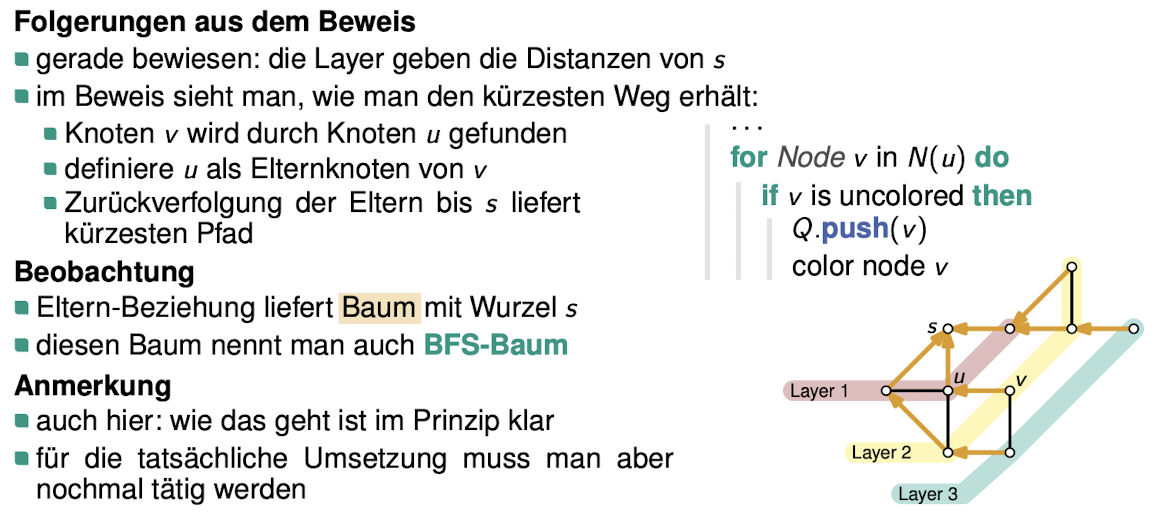 Folgerungen aus dem Beweis
gerade bewiesen: die Layer geben die Distanzen von s
im Beweis sieht man, wie man den kürzesten Weg erhält:
Knoten v wird durch Knoten u gefunden
definiere u als Elternknoten von v
Zurückverfolgung der Eltern bis s liefert
kürzesten Pfad
Beobachtung
Eltern-Beziehung liefert Baum mit Wurzel s
diesen Baum nennt man auch BFS-Baum
Anmerkung
auch hier: wie das geht ist im Prinzip klar
für die tatsächliche Umsetzung muss man aber
nochmal tätig werden
...
for Node v in N(u) do
if v is uncolored then
Q.push(v)
color node v
s
u
v
Layer 1
Layer 2
Layer 3